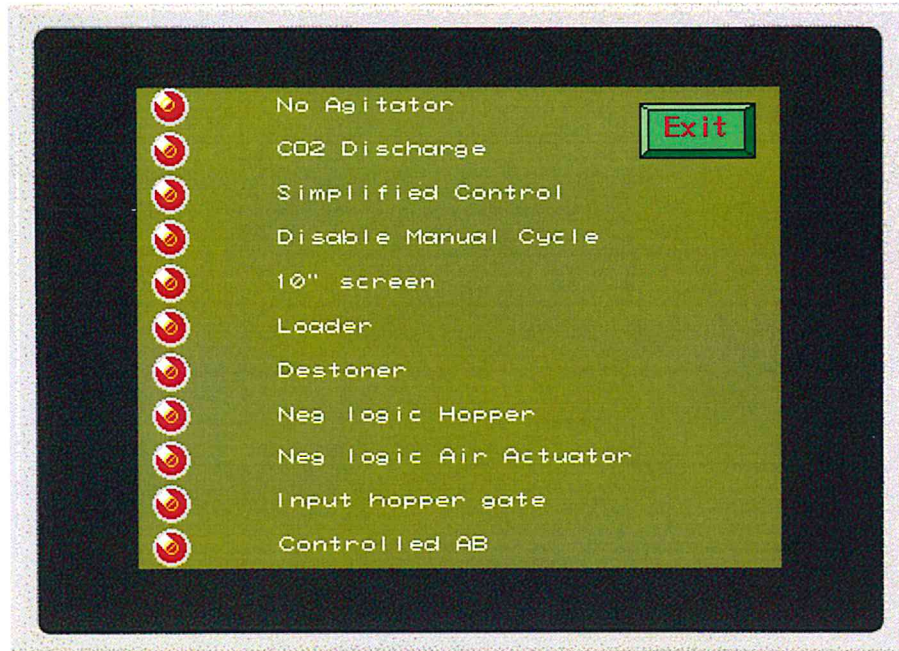 No Agitator
Exit
CO2 Discharge
Simplified Control
Disable Manual Cycle
10" screen
Loader
Destoner
Neg logic Hopper
Neg logic Air Actuator
Input hopper gate
Controlled AB